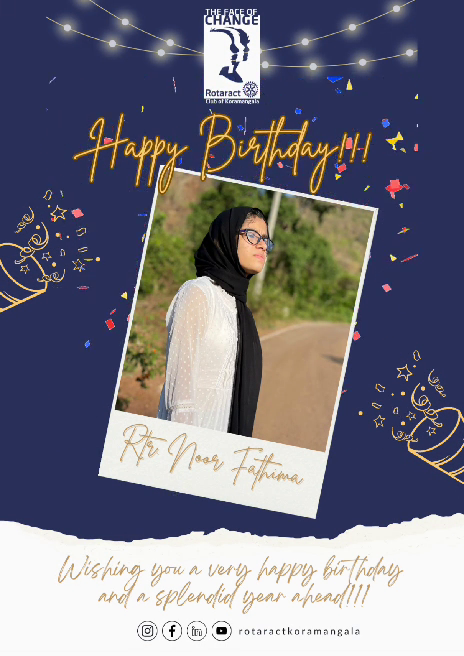 THE FACE OF
CHANGE
Rotaract
Club of Koramangala
Happy Birthday!!!
Rtr Noor Fathima
Wishing you a very happy birthday
and a splendid year ahead!!!
rotaractkoramangala